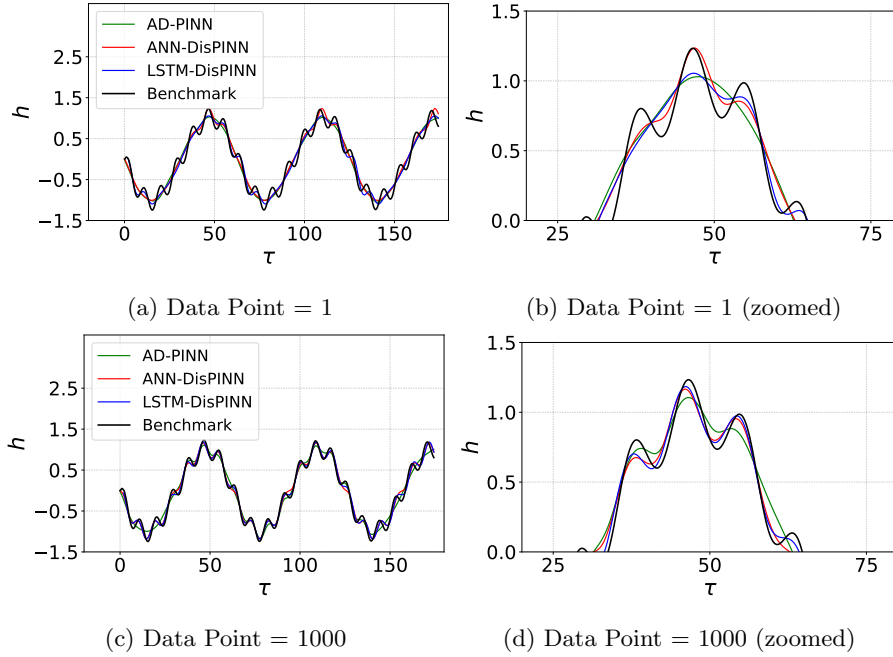 AD-PINN
ANN-DisPINN
LSTM-DisPINN
Benchmark
h
2.5
1.5
0.5
−0.5
−1.5
0
50
100
150
τ
(a) Data Point = 1
h
1.5
1.0
0.5
0.0
25
50
75
τ
(b) Data Point = 1 (zoomed)
AD-PINN
ANN-DisPINN
LSTM-DisPINN
Benchmark
h
2.5
1.5
0.5
−0.5
−1.5
0
50
100
150
τ
(c) Data Point = 1000
h
1.5
1.0
0.5
0.0
25
50
75
τ
(d) Data Point = 1000 (zoomed)